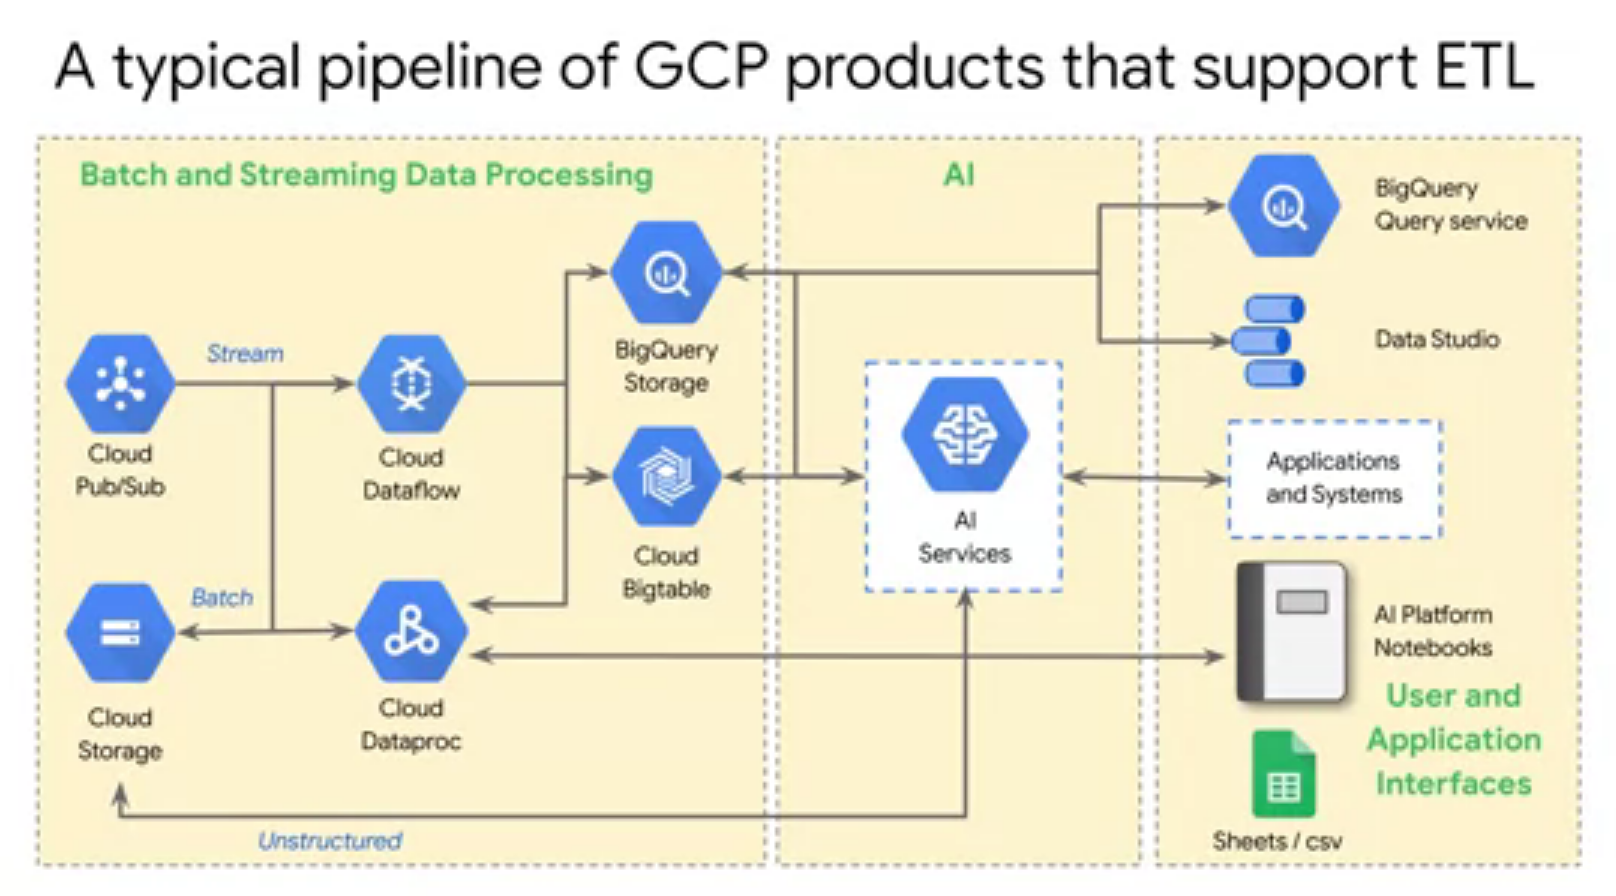 A typical pipeline of GCP products that support ETL
Batch and Streaming Data Processing
Stream
Cloud
Pub/Sub
Cloud
Dataflow
BigQuery
Storage
Cloud
Bigtable
Batch
Cloud
Storage
Cloud
Dataproc
Unstructured
AI
AI
Services
BigQuery
Query service
Data Studio
Applications
and Systems
AI Platform
Notebooks
User and
Application
Interfaces
Sheets / csv